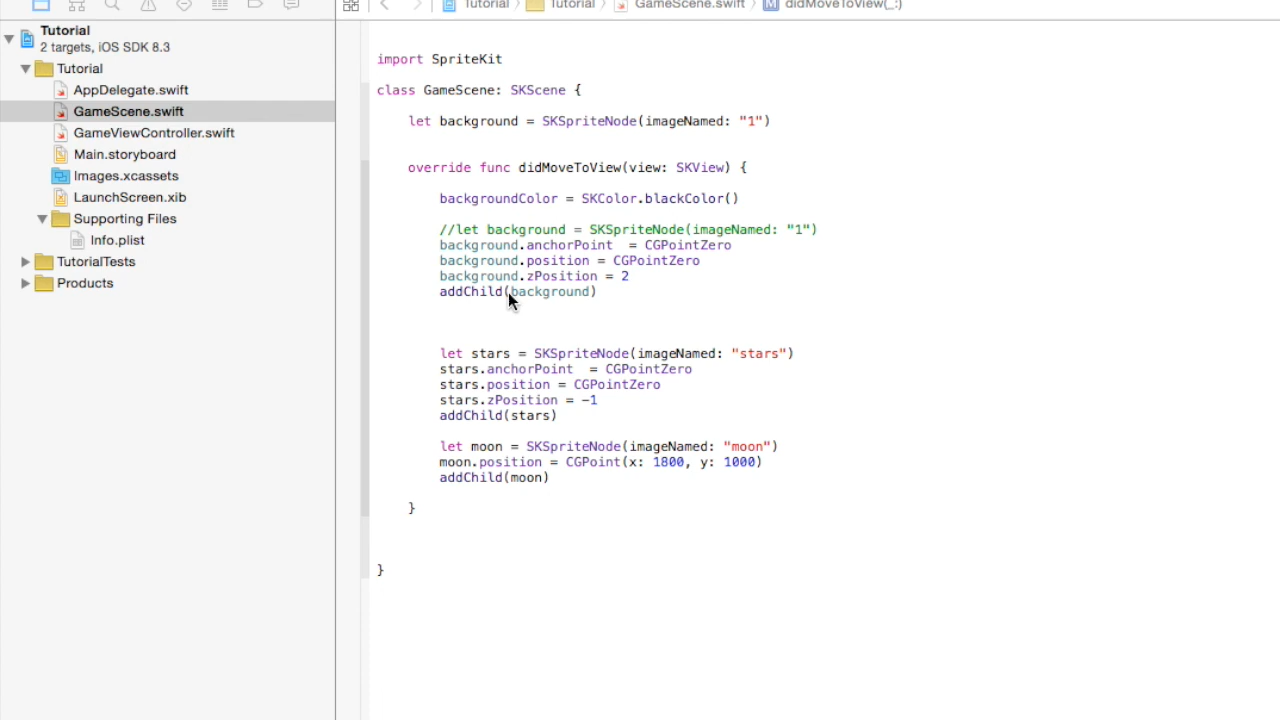 Tutorial Tutorial GameScene.swift M didMoveToView(_:)
Tutorial
2 targets, iOS SDK 8.3
Tutorial
AppDelegate.swift
GameScene.swift
GameViewController.swift
Main.storyboard
Images.xcassets
LaunchScreen.xib
Supporting Files
Info.plist
TutorialTests
Products
import SpriteKit
class GameScene: SKScene {
let background = SKSpriteNode(imageNamed: "1")
override func didMoveToView(view: SKView) {
backgroundColor = SKColor.blackColor()
//let background = SKSpriteNode(imageNamed: "1")
background.anchorPoint  = CGPointZero
background.position = CGPointZero
background.zPosition = 2
addChild(background)
let stars = SKSpriteNode(imageNamed: "stars")
stars.anchorPoint  = CGPointZero
stars.position = CGPointZero
stars.zPosition = -1
addChild(stars)
let moon = SKSpriteNode(imageNamed: "moon")
moon.position = CGPoint(x: 1800, y: 1000)
addChild(moon)
}
}